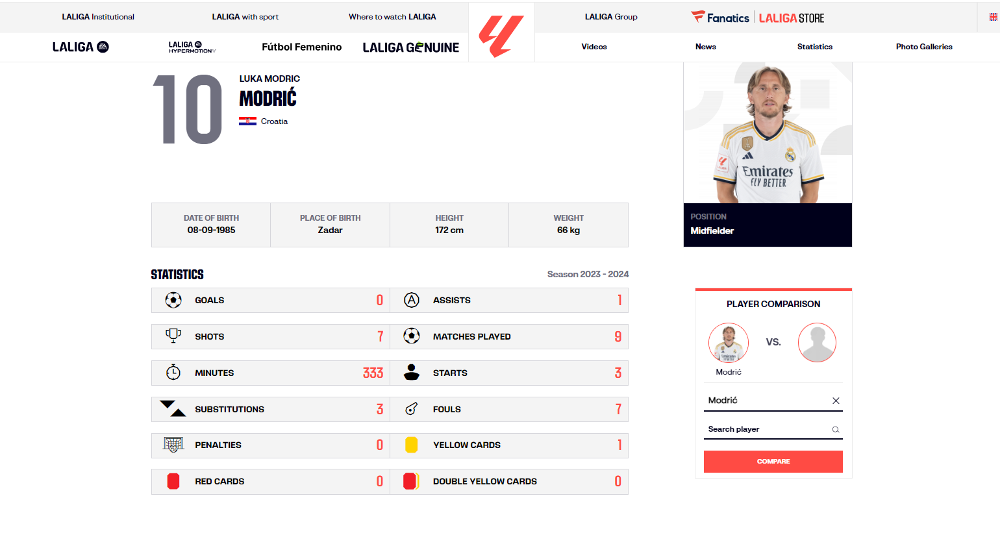 LALIGA Institutional
LALIGA with sport
Where to watch LALIGA
LALIGA Group
Fanatics
LALIGA STORE
LALIGA EA SPORTS
LALIGA
HYPERMOTION
Fútbol Femenino
LALIGA GENUINE
Videos
News
Statistics
Photo Galleries
10
LUKA MODRIC
MODRIĆ
Croatia
Emirates
FLY BETTER
POSITION
Midfielder
DATE OF BIRTH
08-09-1985
PLACE OF BIRTH
Zadar
HEIGHT
172 cm
WEIGHT
66 kg
STATISTICS
Season 2023 - 2024
GOALS 0
ASSISTS 1
SHOTS 7
MATCHES PLAYED 9
MINUTES 333
STARTS 3
SUBSTITUTIONS 3
FOULS 7
PENALTIES 0
YELLOW CARDS 1
RED CARDS 0
DOUBLE YELLOW CARDS 0
PLAYER COMPARISON
VS.
Modrić
Modrić
Search player
COMPARE